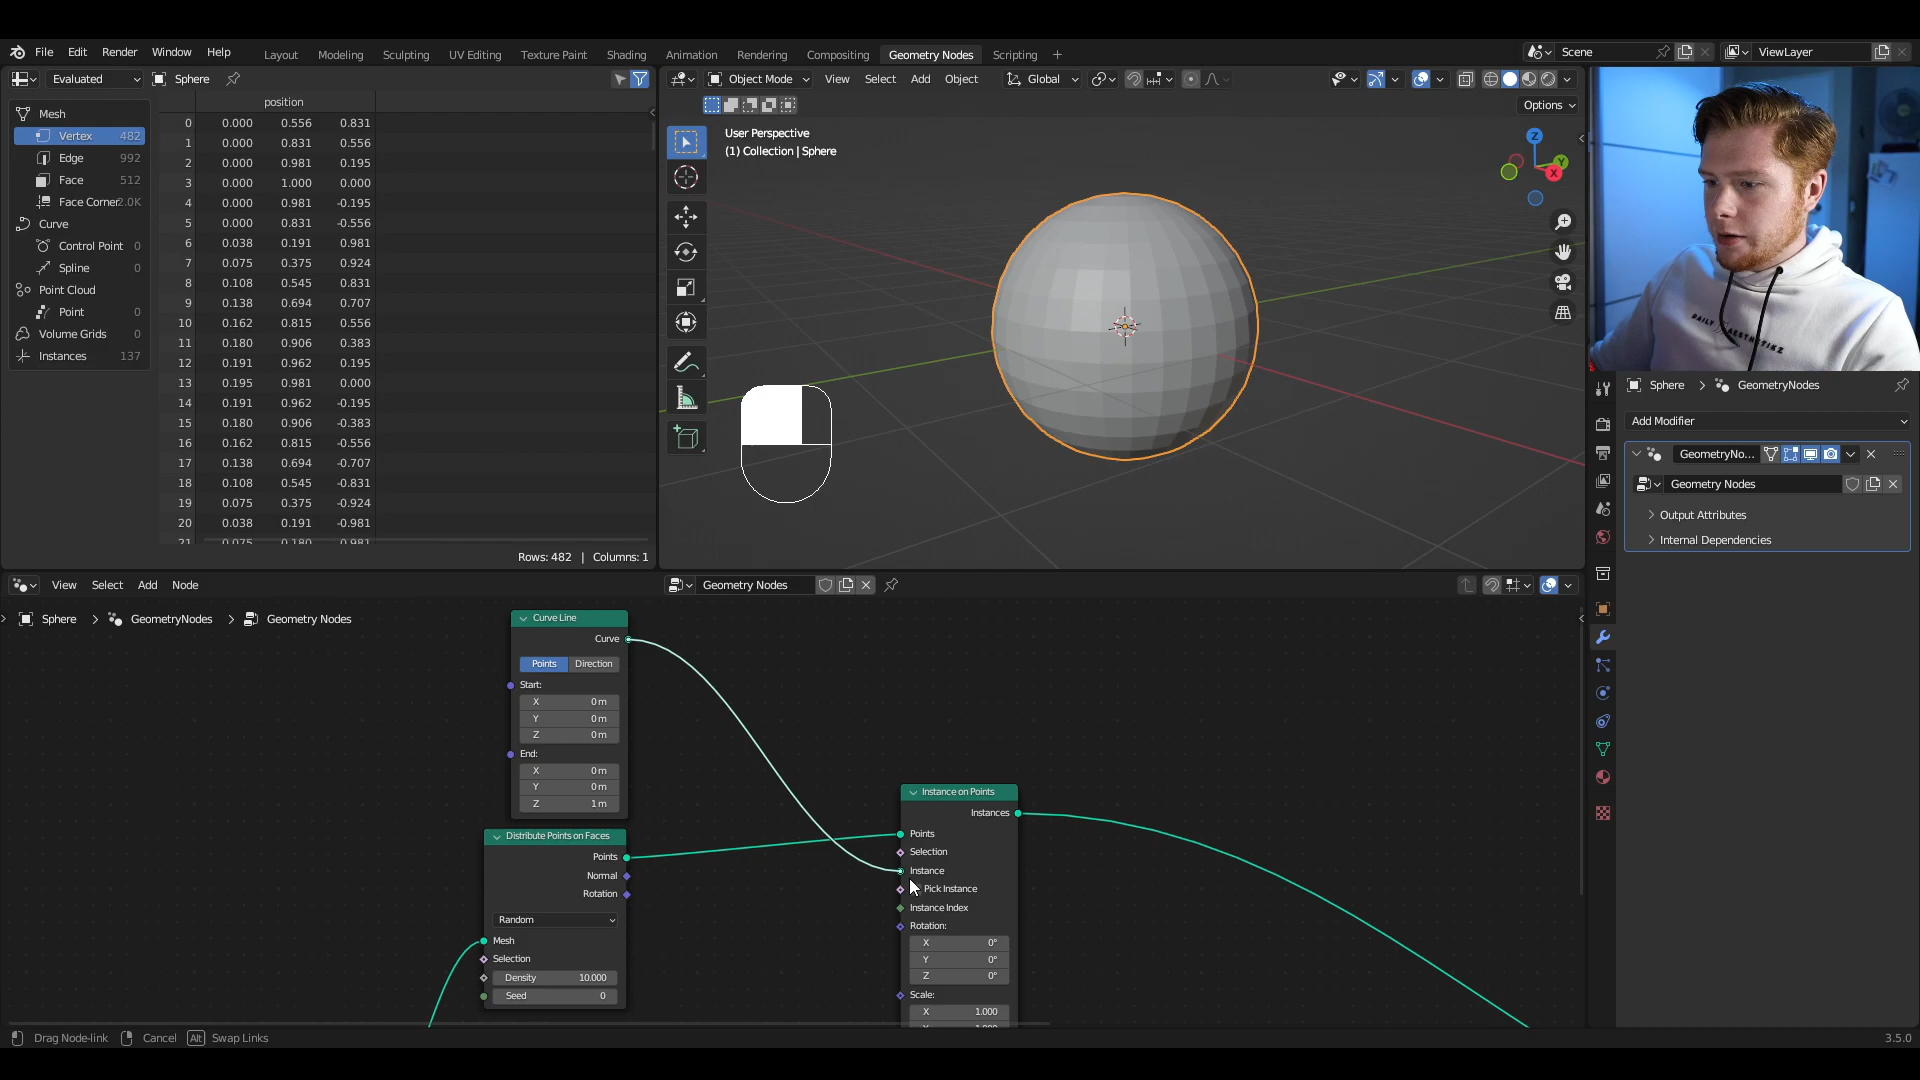 File Edit Render Window Help Layout Modeling Sculpting UV Editing Texture Paint Shading Animation Rendering Compositing Geometry Nodes Scripting + Scene ViewLayer
Evaluated Sphere
Object Mode View Select Add Object Global
Options
position
Mesh
Vertex 482
Edge 992
Face 512
Face Corner 2.0K
Curve
Control Point 0
Spline 0
Point Cloud
Point 0
Volume Grids 0
Instances 137
0 0.000 0.556 0.831
1 0.000 0.831 0.556
2 0.000 0.981 0.195
3 0.000 1.000 0.000
4 0.000 0.981 -0.195
5 0.000 0.831 -0.556
6 0.038 0.191 0.981
7 0.075 0.375 0.924
8 0.108 0.545 0.831
9 0.138 0.694 0.707
10 0.162 0.815 0.556
11 0.180 0.906 0.383
12 0.191 0.962 0.195
13 0.195 0.981 0.000
14 0.191 0.962 -0.195
15 0.180 0.906 -0.383
16 0.162 0.815 -0.556
17 0.138 0.694 -0.707
18 0.108 0.545 -0.831
19 0.075 0.375 -0.924
20 0.038 0.191 -0.981
21 0.075 0.180 0.981
Rows: 482 | Columns: 1
User Perspective
(1) Collection | Sphere
Z
Y
X
Sphere > GeometryNodes
Add Modifier
GeometryNo...
Geometry Nodes
Output Attributes
Internal Dependencies
View Select Add Node Geometry Nodes
Sphere > GeometryNodes > Geometry Nodes
Curve Line
Curve
Points Direction
Start:
X 0 m
Y 0 m
Z 0 m
End:
X 0 m
Y 0 m
Z 1 m
Distribute Points on Faces
Points
Normal
Rotation
Random
Mesh
Selection
Density 10.000
Seed 0
Instance on Points
Instances
Points
Selection
Instance
Pick Instance
Instance Index
Rotation:
X 0°
Y 0°
Z 0°
Scale:
X 1.000
Y 1.000
Drag Node-link Cancel Alt Swap Links 3.5.0